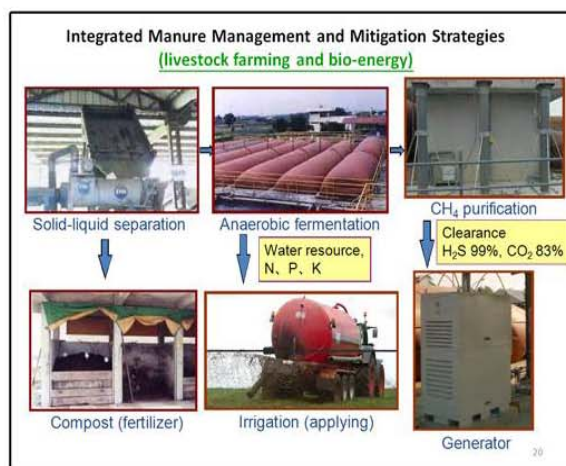 Integrated Manure Management and Mitigation Strategies
(livestock farming and bio-energy)
Solid-liquid separation
Anaerobic fermentation
CH₄ purification
Water resource,
N、P、K
Clearance
H₂S 99%, CO₂ 83%
Compost (fertilizer)
Irrigation (applying)
Generator
20